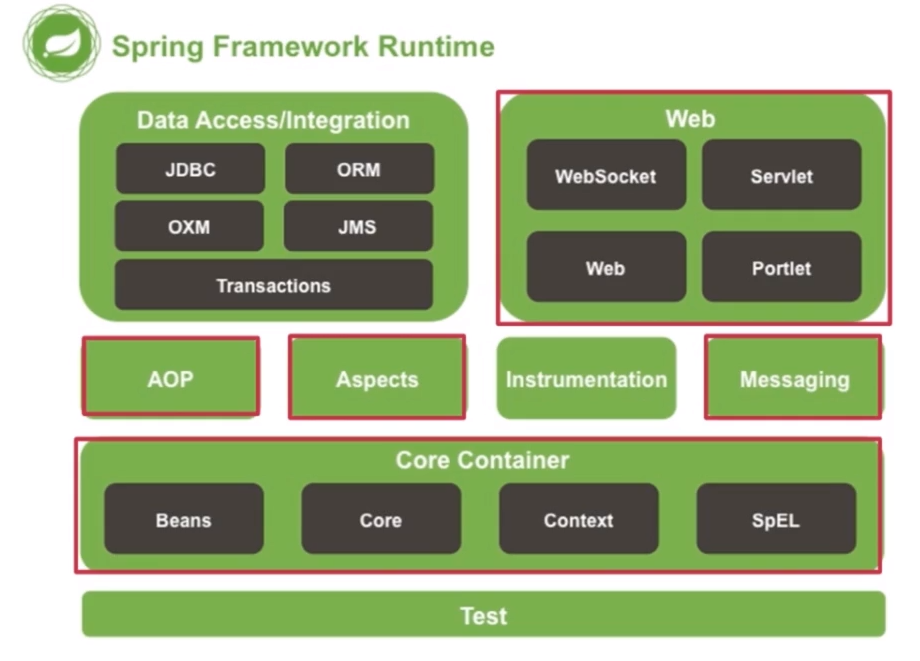 Spring Framework Runtime
Data Access/Integration
JDBC
ORM
OXM
JMS
Transactions
Web
WebSocket
Servlet
Web
Portlet
AOP
Aspects
Instrumentation
Messaging
Core Container
Beans
Core
Context
SpEL
Test